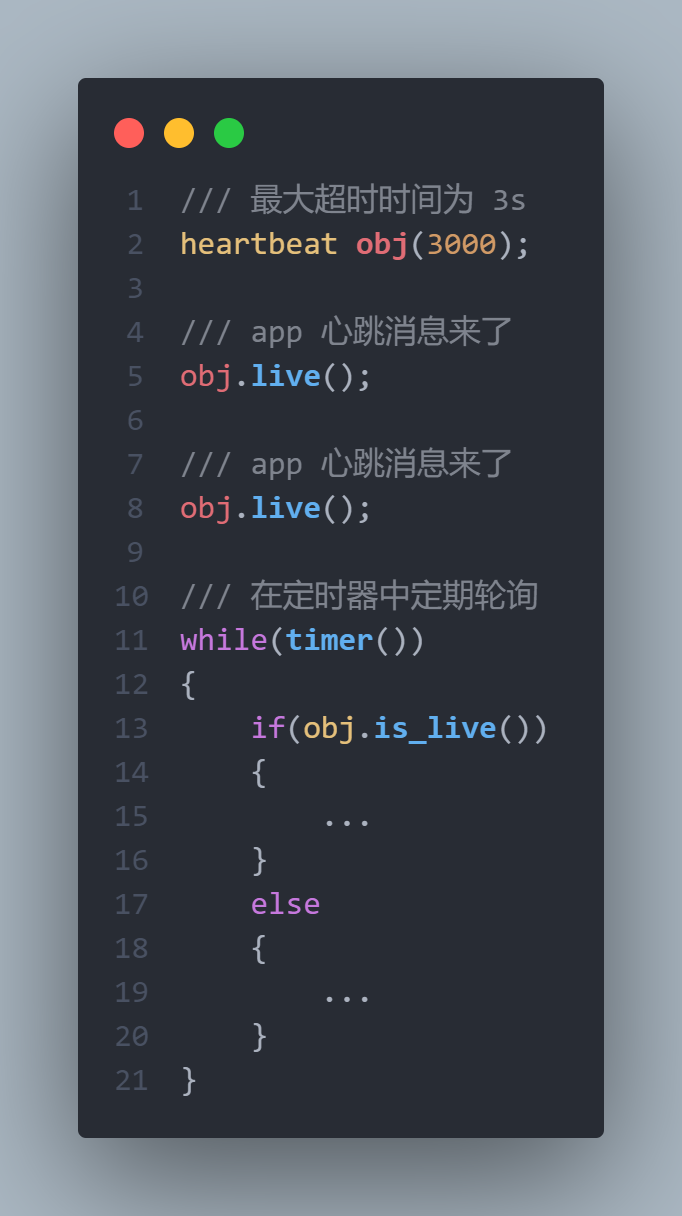 1 /// 最大超时时间为 3s
2 heartbeat obj(3000);
3
4 /// app 心跳消息来了
5 obj.live();
6
7 /// app 心跳消息来了
8 obj.live();
9
10 /// 在定时器中定期轮询
11 while(timer())
12 {
13     if(obj.is_live())
14     {
15         ...
16     }
17     else
18     {
19         ...
20     }
21 }